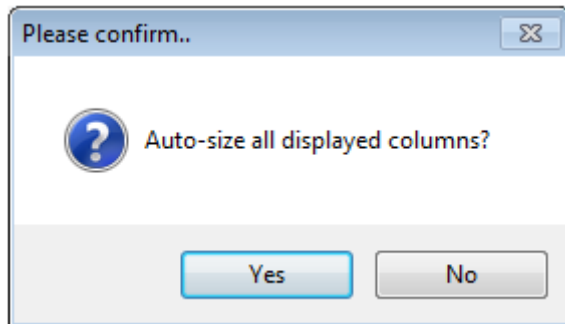 Please confirm..
Auto-size all displayed columns?
Yes No